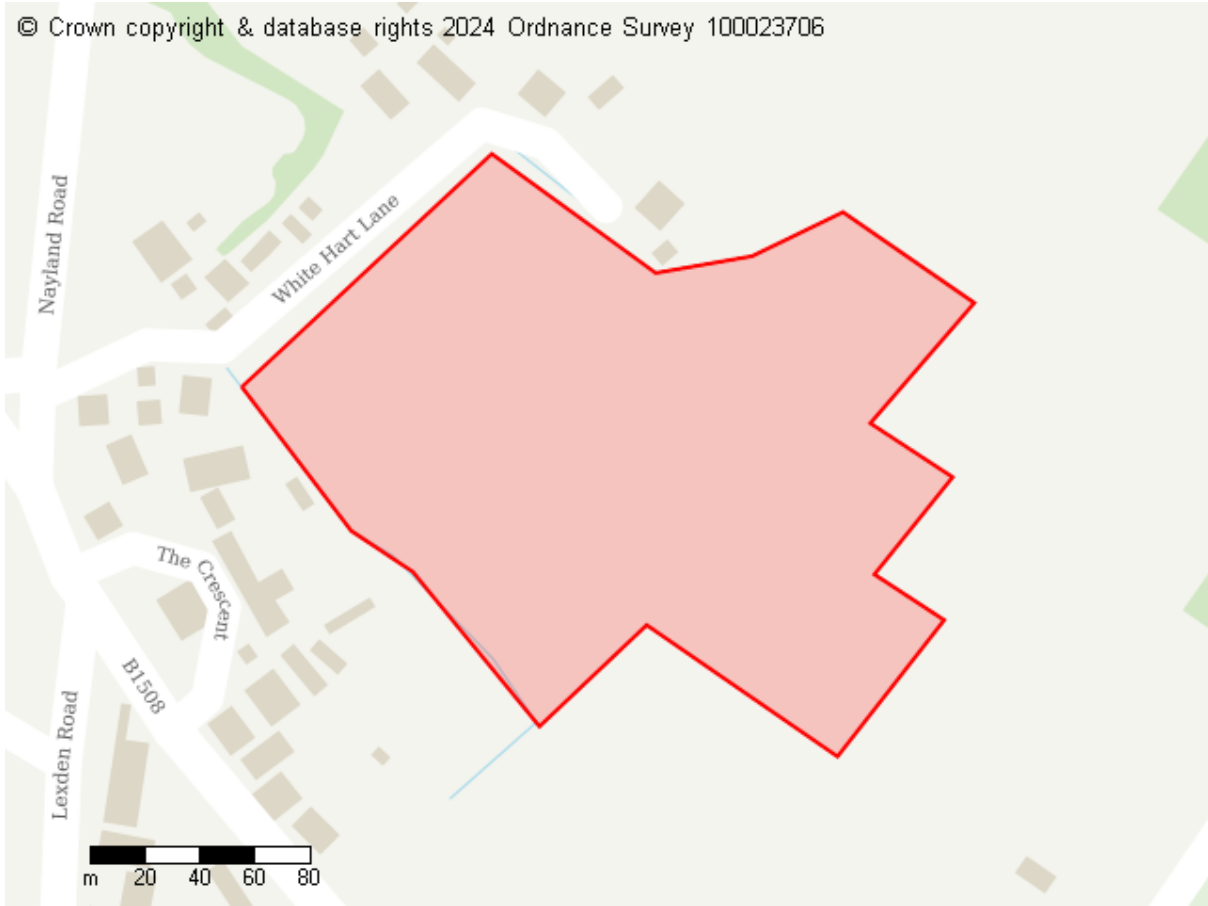 © Crown copyright & database rights 2024 Ordnance Survey 100023706
Nayland Road
White Hart Lane
The Crescent
B1508
Lexden Road
m 20 40 60 80